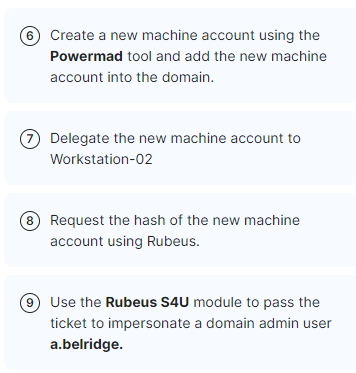 6 Create a new machine account using the
Powermad tool and add the new machine
account into the domain.
7 Delegate the new machine account to
Workstation-02
8 Request the hash of the new machine
account using Rubeus.
9 Use the Rubeus S4U module to pass the
ticket to impersonate a domain admin user
a.belridge.